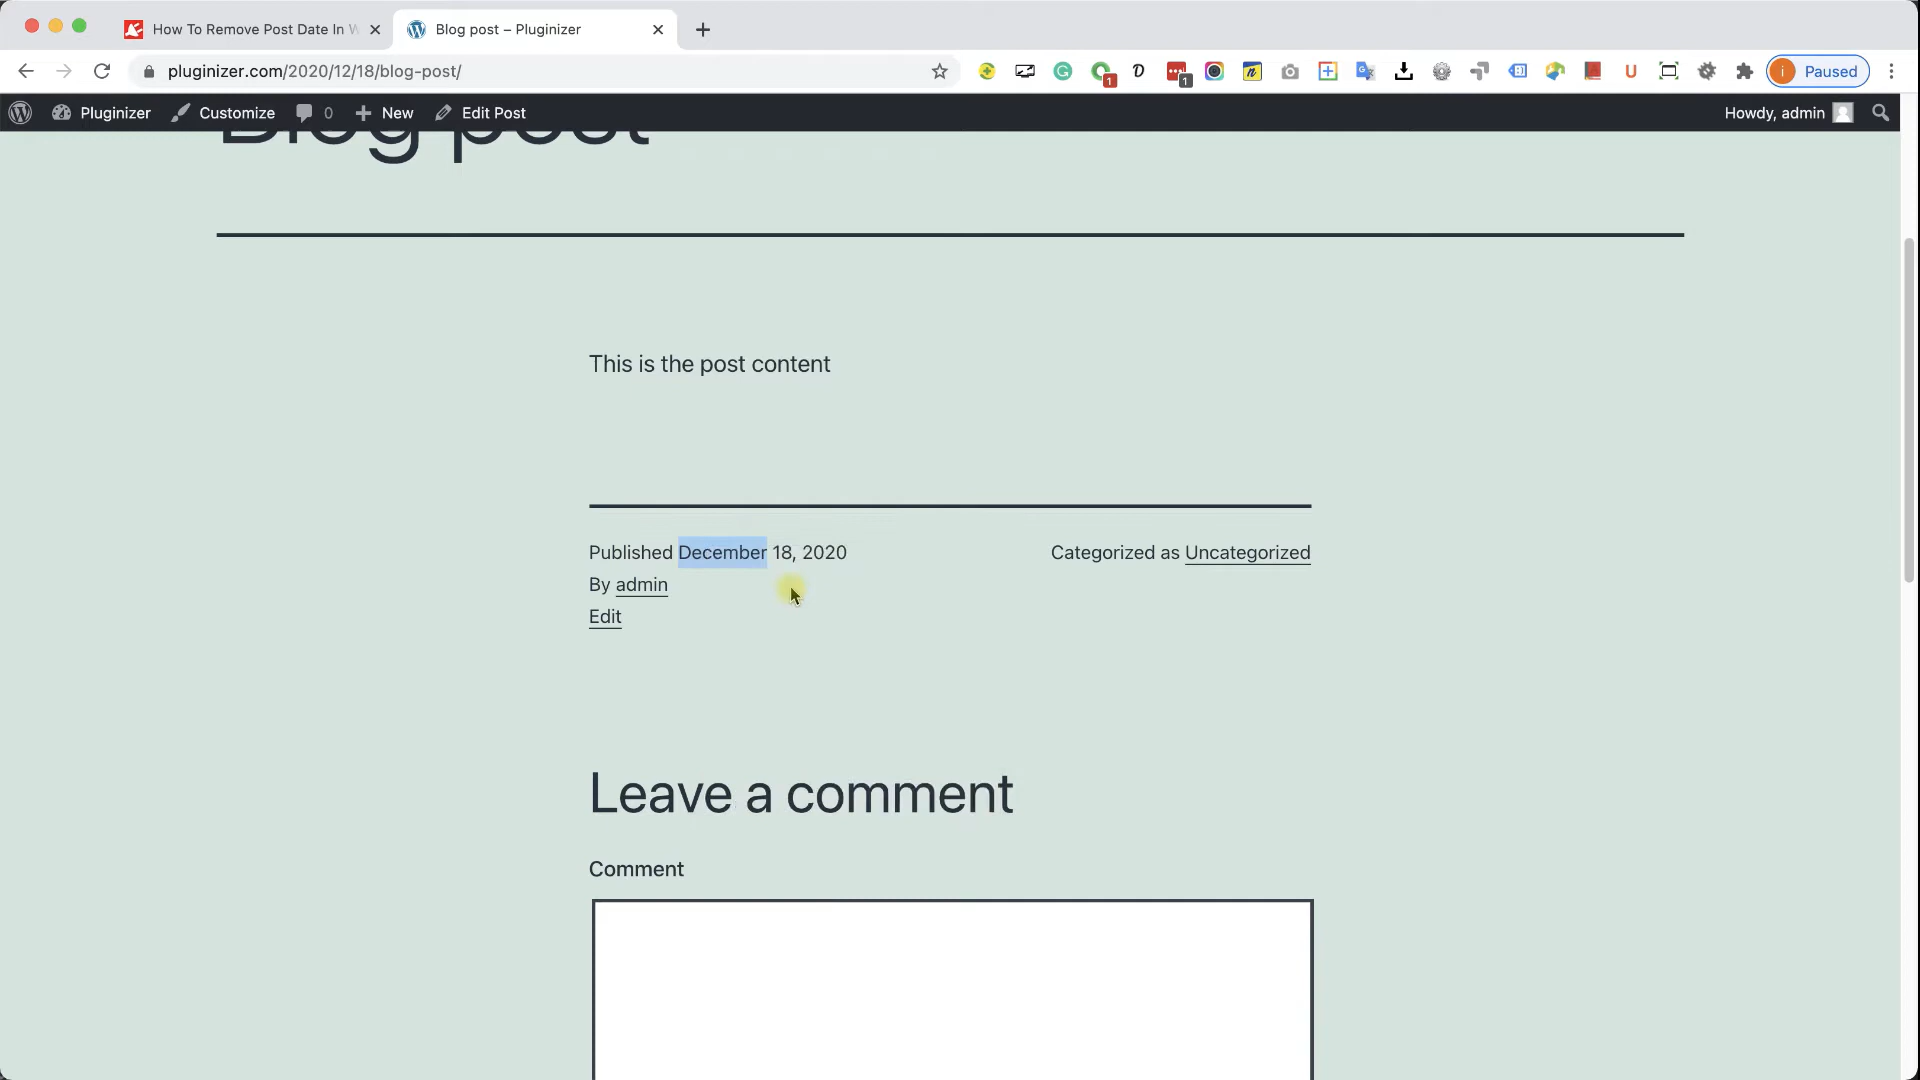 How To Remove Post Date In W
Blog post – Pluginizer
pluginizer.com/2020/12/18/blog-post/
Paused
Pluginizer
Customize
0
New
Edit Post
Howdy, admin
Blog post
This is the post content
Published December 18, 2020
Categorized as Uncategorized
By admin
Edit
Leave a comment
Comment